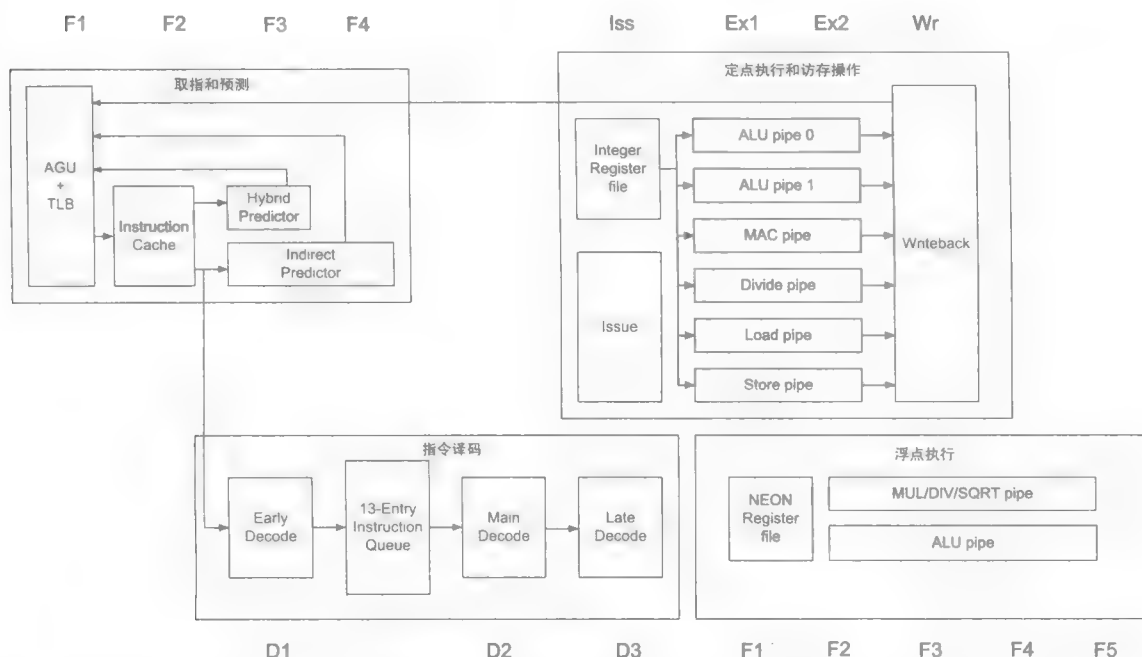 F1 F2 F3 F4 Iss Ex1 Ex2 Wr
取指和预测
AGU
+
TLB
Instruction
Cache
Hybrid
Predictor
Indirect
Predictor
定点执行和访存操作
Integer
Register
file
Issue
ALU pipe 0
ALU pipe 1
MAC pipe
Divide pipe
Load pipe
Store pipe
Writeback
指令译码
Early
Decode
13-Entry
Instruction
Queue
Main
Decode
Late
Decode
浮点执行
NEON
Register
file
MUL/DIV/SQRT pipe
ALU pipe
D1 D2 D3 F1 F2 F3 F4 F5